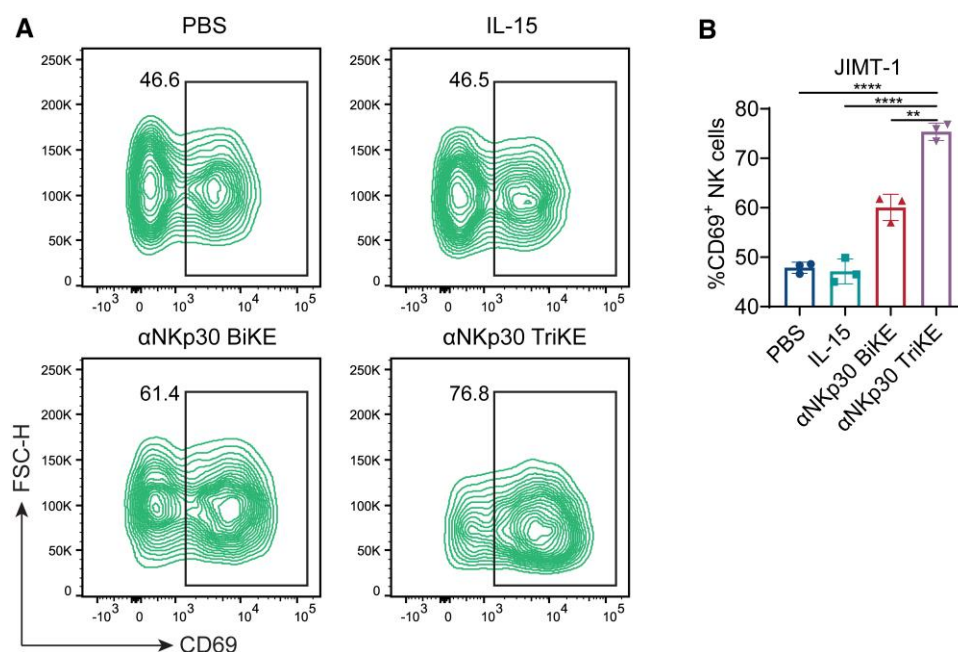 A
PBS
IL-15
250K
200K
150K
100K
50K
0
46.6
-10³ 0 10³ 10⁴ 10⁵
250K
200K
150K
100K
50K
0
46.5
-10³ 0 10³ 10⁴ 10⁵
αNKp30 BiKE
αNKp30 TriKE
250K
200K
150K
100K
50K
0
61.4
-10³ 0 10³ 10⁴ 10⁵
250K
200K
150K
100K
50K
0
76.8
-10³ 0 10³ 10⁴ 10⁵
FSC-H
CD69
B
JIMT-1
****
****
**
%CD69⁺ NK cells
80
70
60
50
40
PBS
IL-15
αNKp30 BiKE
αNKp30 TriKE